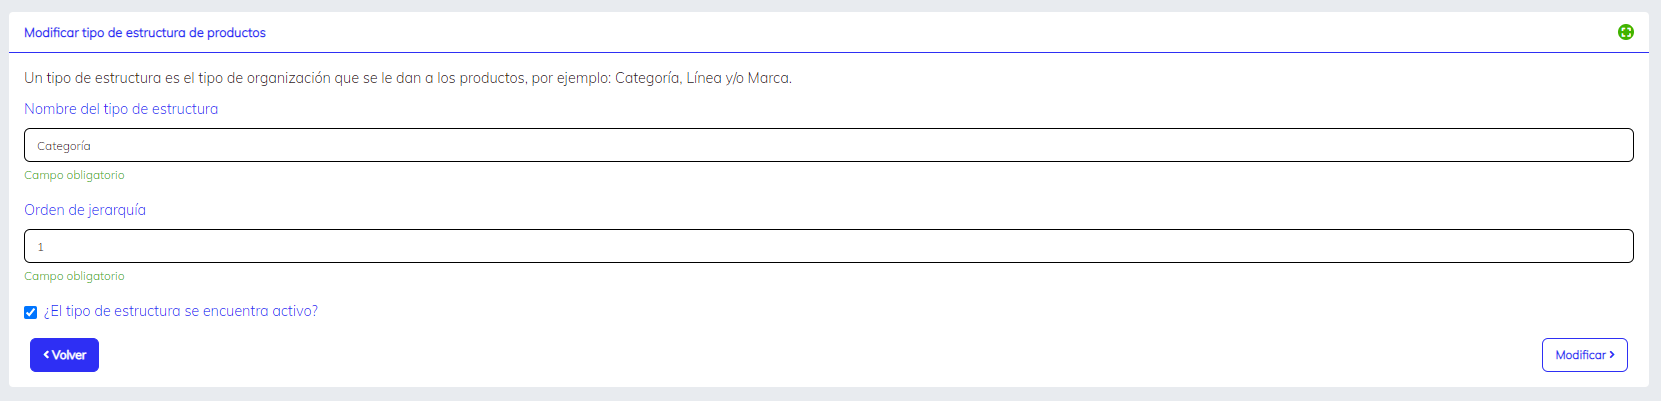 Modificar tipo de estructura de productos
Un tipo de estructura es el tipo de organización que se le dan a los productos, por ejemplo: Categoría, Línea y/o Marca.
Nombre del tipo de estructura
Categoría
Campo obligatorio
Orden de jerarquía
1
Campo obligatorio
¿El tipo de estructura se encuentra activo?
Volver
Modificar